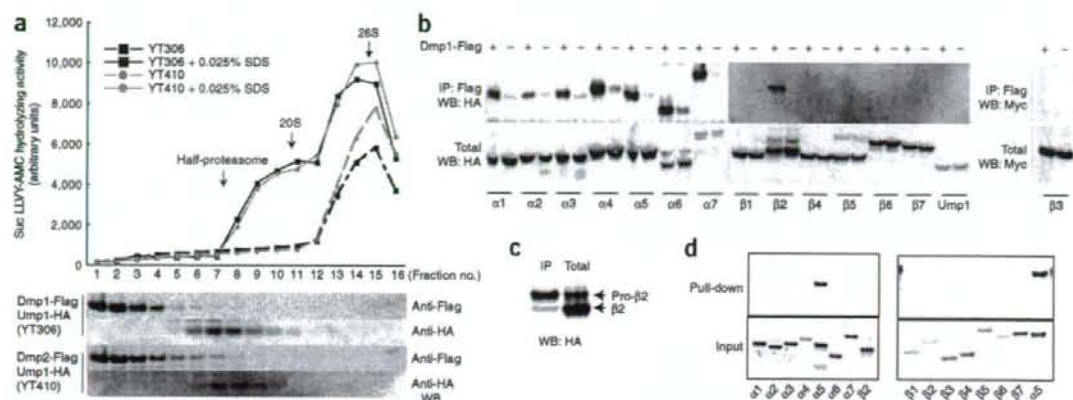 a
Suc LLVY-AMC hydrolyzing activity
(arbitrary units)
12,000
10,000
8,000
6,000
4,000
2,000
0
YT306
YT306 + 0.025% SDS
YT410
YT410 + 0.025% SDS
26S
20S
Half-proteasome
1 2 3 4 5 6 7 8 9 10 11 12 13 14 15 16 (Fraction no.)
Dmp1-Flag
Ump1-HA
(YT306)
Anti-Flag
Anti-HA
Dmp2-Flag
Ump1-HA
(YT410)
Anti-Flag
Anti-HA
WB
b
Dmp1-Flag + – + – + – + – + – + – + – + – + – + – + – + – + – + – + –
IP: Flag
WB: HA
Total
WB: HA
IP: Flag
WB: Myc
Total
WB: Myc
α1 α2 α3 α4 α5 α6 α7 β1 β2 β4 β5 β6 β7 Ump1 β3
c
IP Total
Pro-β2
β2
WB: HA
d
Pull-down
Input
α1 α2 α3 α4 α5 α6 α7 β2 β1 β2 β3 β4 β5 β6 β7 α5